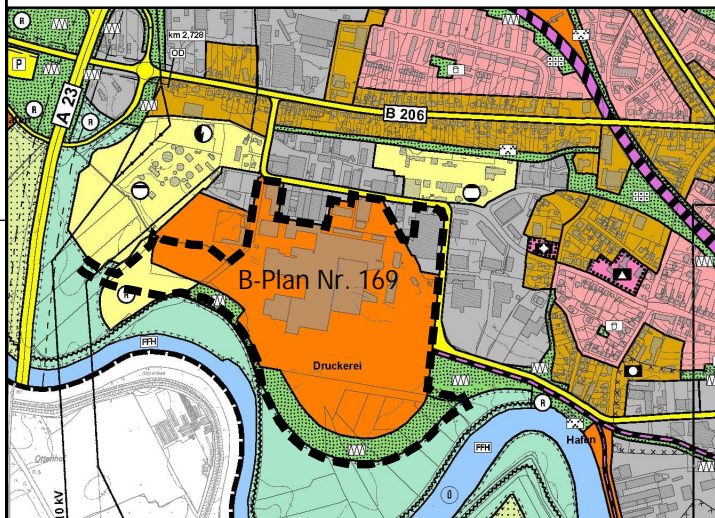 R
km 2,728
OD
P
A 23
R
R
B 206
B-Plan Nr. 169
R
Druckerei
FFH
R
Hafen
FFH
10 kV